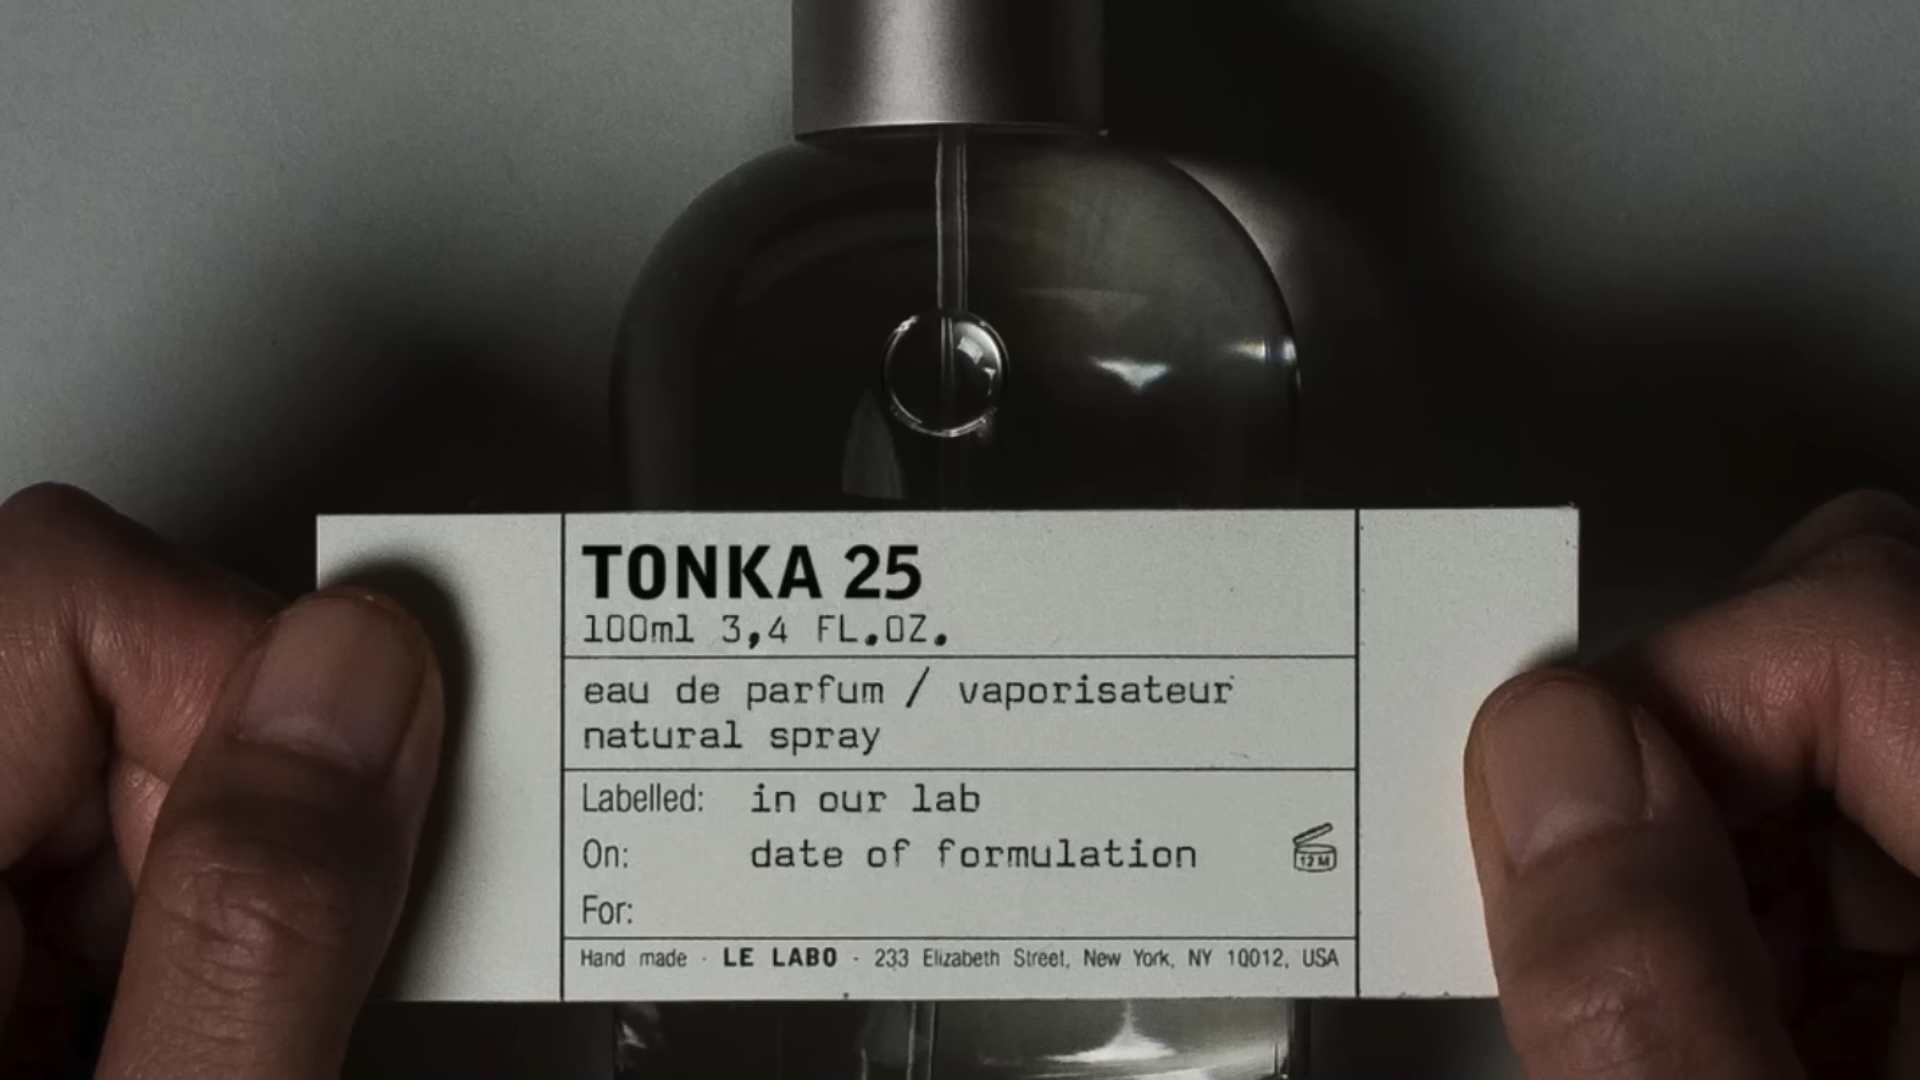 TONKA 25
100ml 3,4 FL.OZ.
eau de parfum / vaporisateur
natural spray
Labelled: in our lab
On: date of formulation
12 M
For:
Hand made · LE LABO - 233 Elizabeth Street, New York, NY 10012, USA